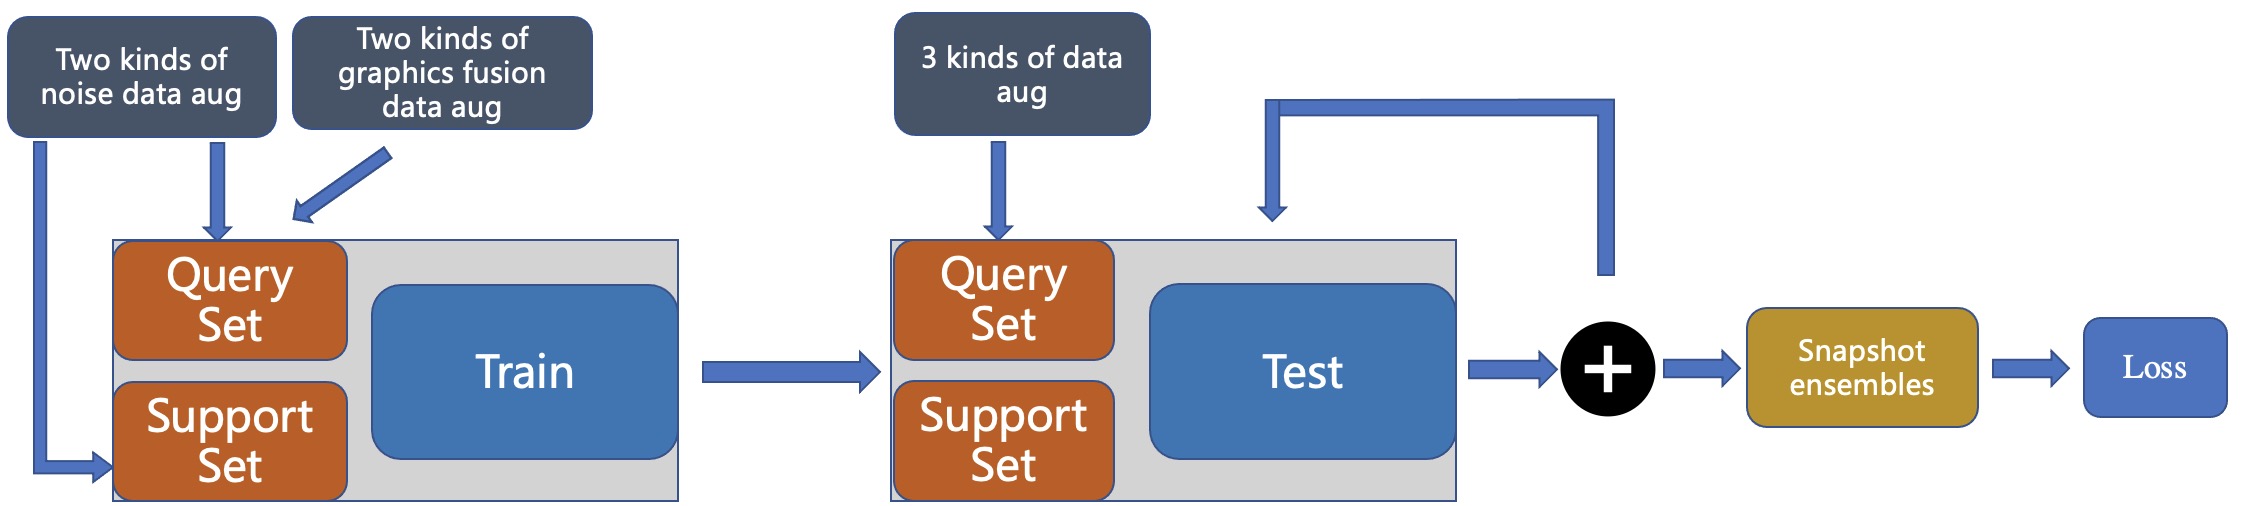 Two kinds of
noise data aug
Two kinds of
graphics fusion
data aug
3 kinds of data
aug
Query
Set
Support
Set
Train
Query
Set
Support
Set
Test
+
Snapshot
ensembles
Loss